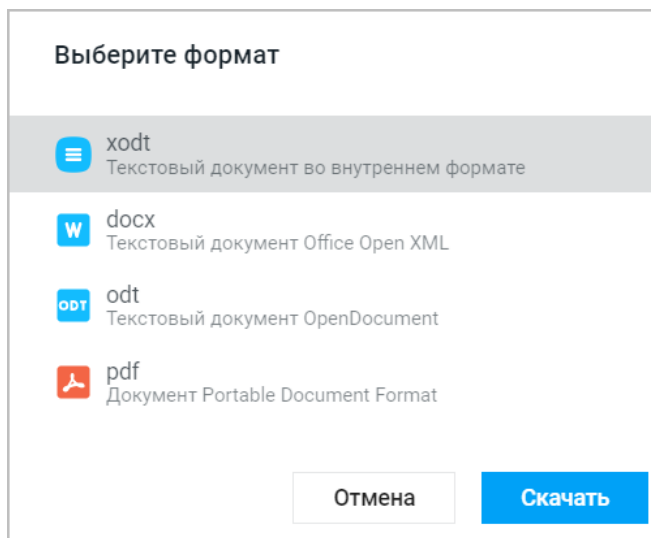 Выберите формат
xodt
Текстовый документ во внутреннем формате
W
docx
Текстовый документ Office Open XML
ODT
odt
Текстовый документ OpenDocument
pdf
Документ Portable Document Format
Отмена
Скачать